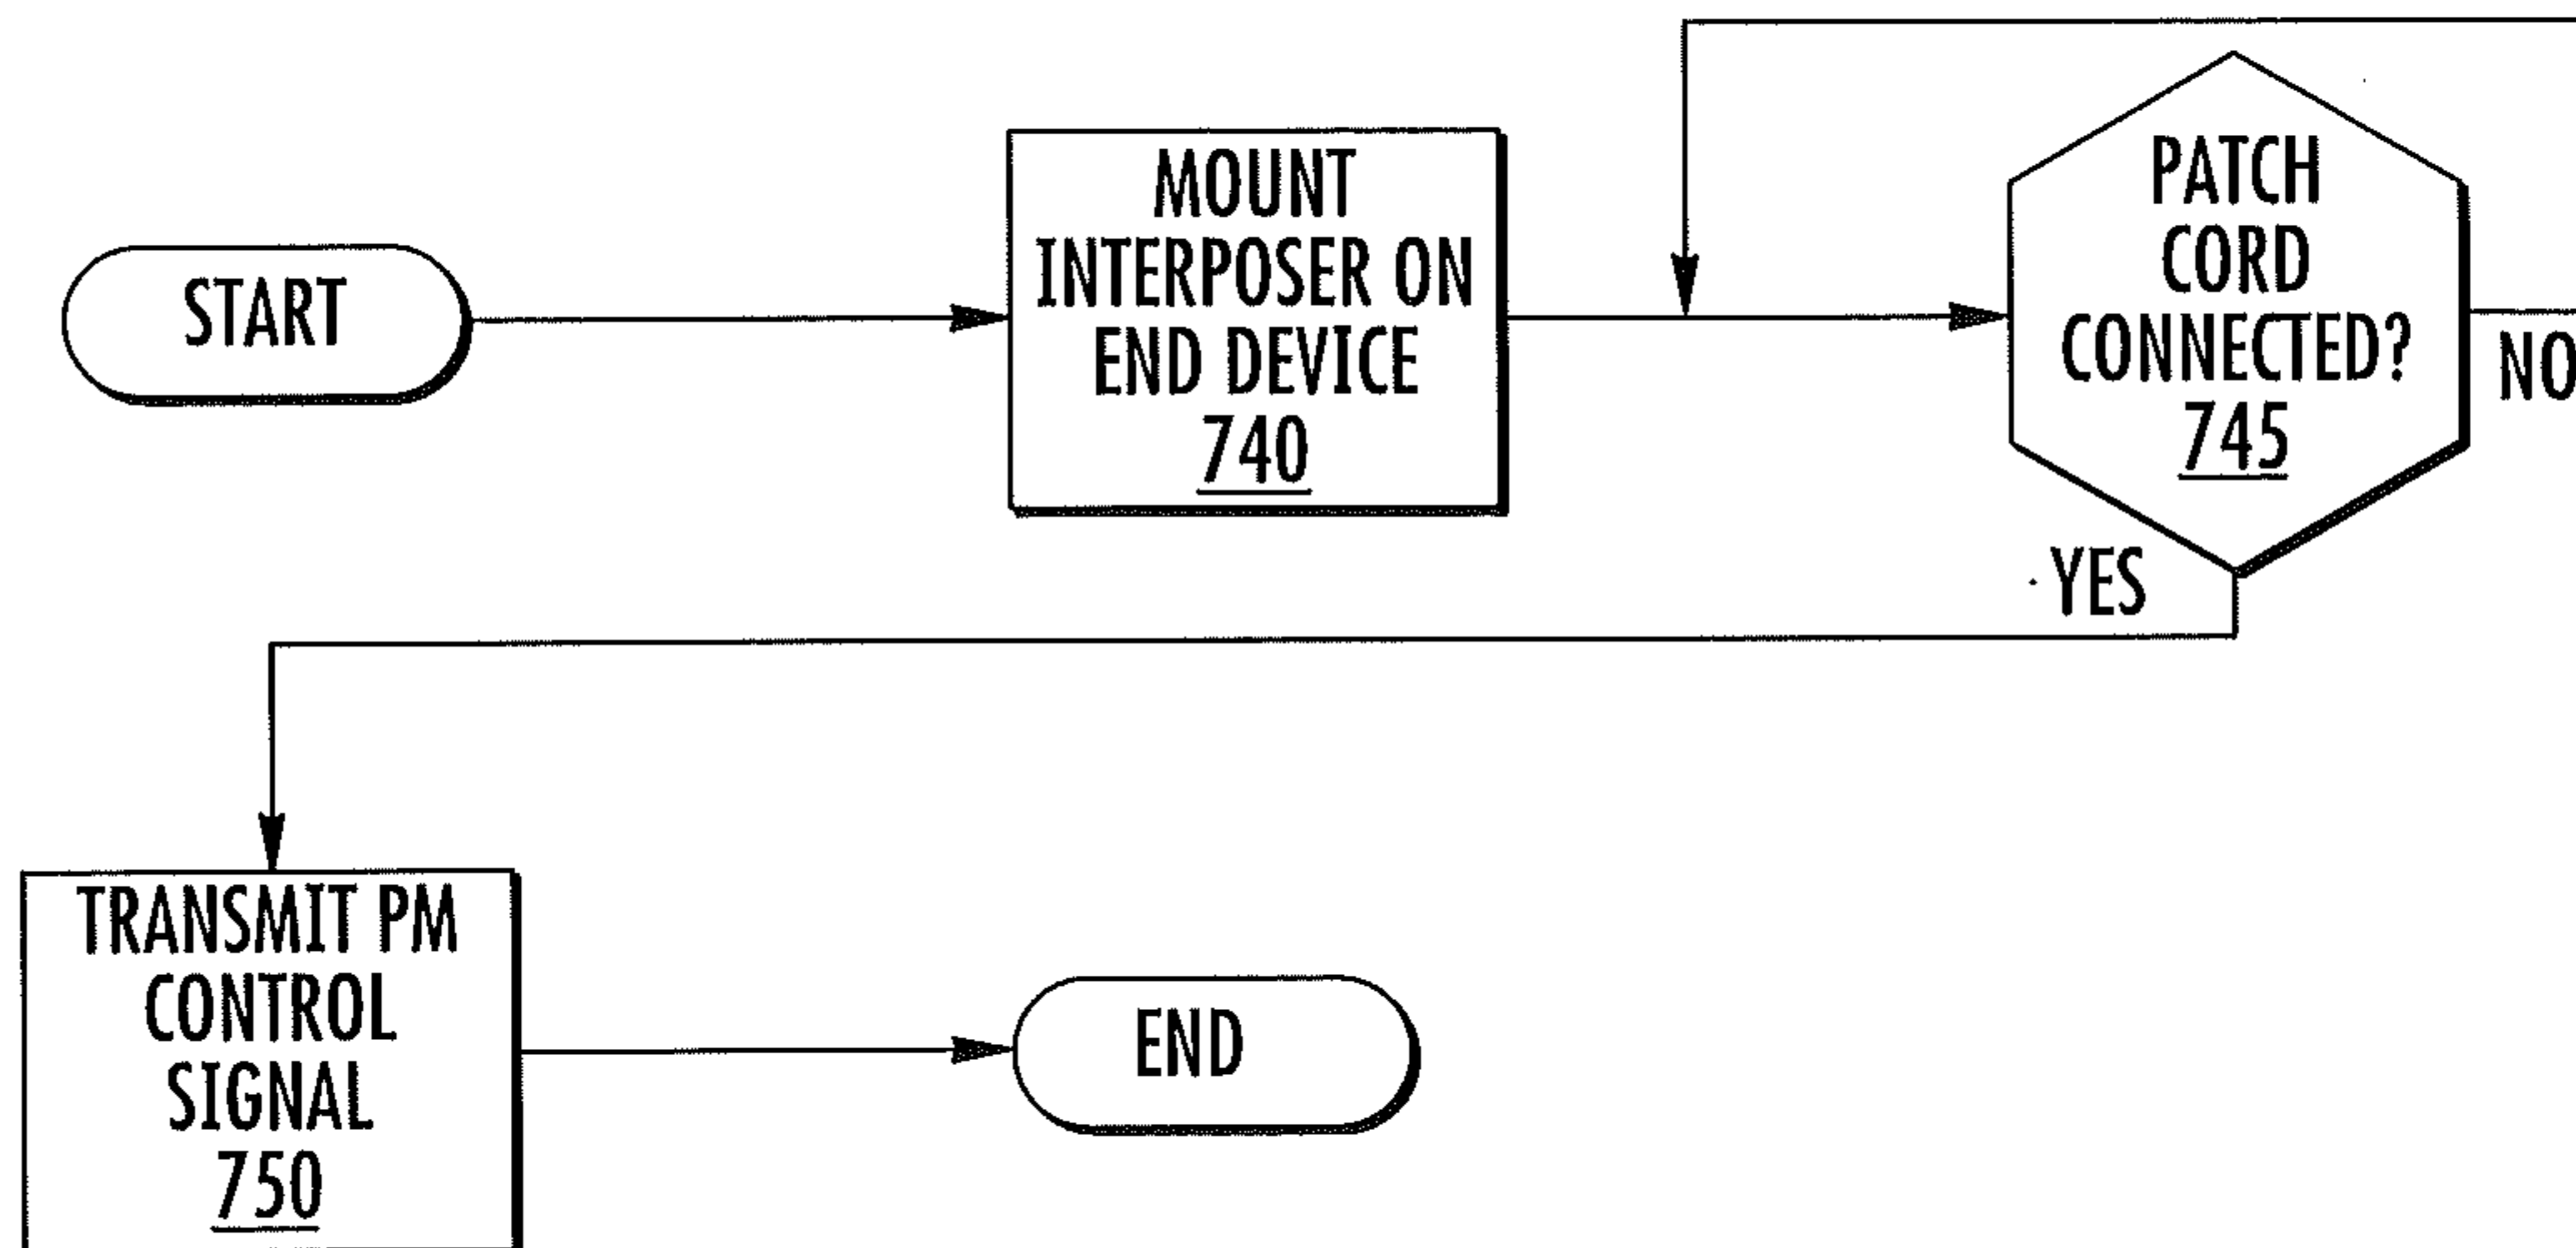 START
MOUNT
INTERPOSER ON
END DEVICE
740
PATCH
CORD
CONNECTED?
745
NO
YES
TRANSMIT PM
CONTROL
SIGNAL
750
END